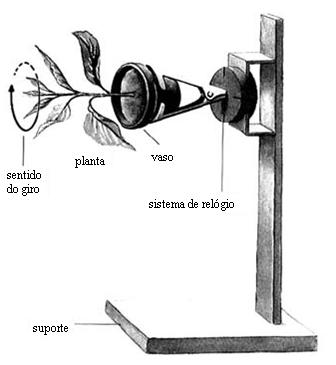 vaso
planta
sentido
do giro
sistema de relógio
suporte